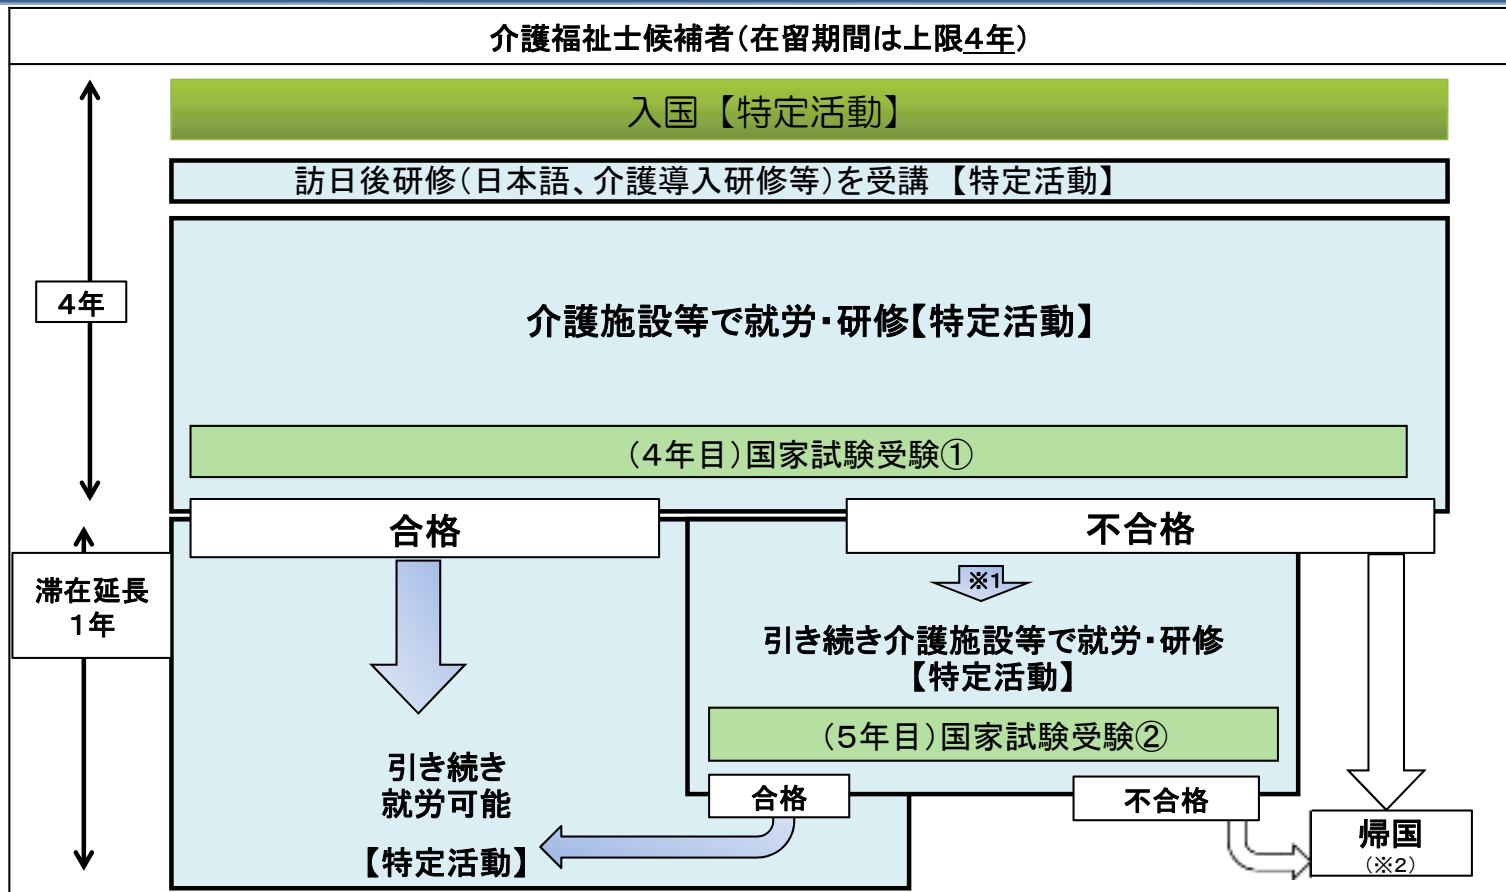 介護福祉士候補者(在留期間は上限4年)
入国【特定活動】
訪日後研修(日本語、介護導入研修等)を受講 【特定活動】
4年
介護施設等で就労・研修【特定活動】
(4年目)国家試験受験①
合格
不合格
滞在延長
1年
※1
引き続き介護施設等で就労・研修
【特定活動】
(5年目)国家試験受験②
引き続き
就労可能
【特定活動】
合格
不合格
帰国
(※2)